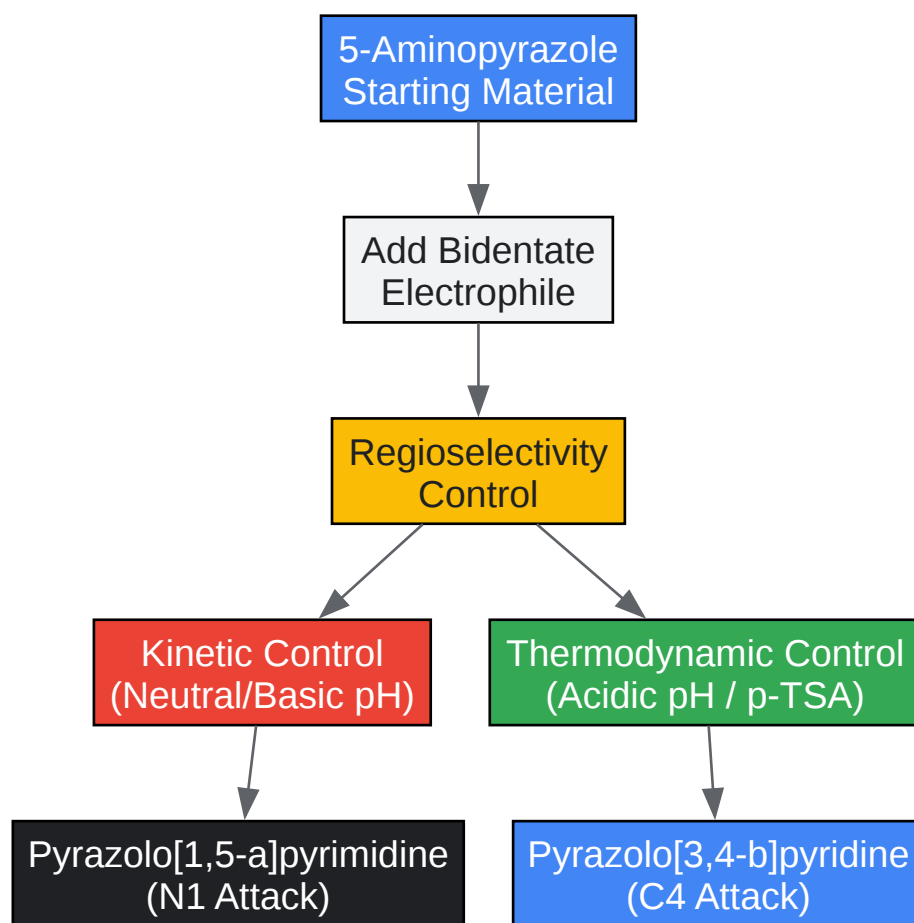 5-Aminopyrazole
Starting Material
Add Bidentate
Electrophile
Regioselectivity
Control
Kinetic Control
(Neutral/Basic pH)
Thermodynamic Control
(Acidic pH / p-TSA)
Pyrazolo[1,5-a]pyrimidine
(N1 Attack)
Pyrazolo[3,4-b]pyridine
(C4 Attack)